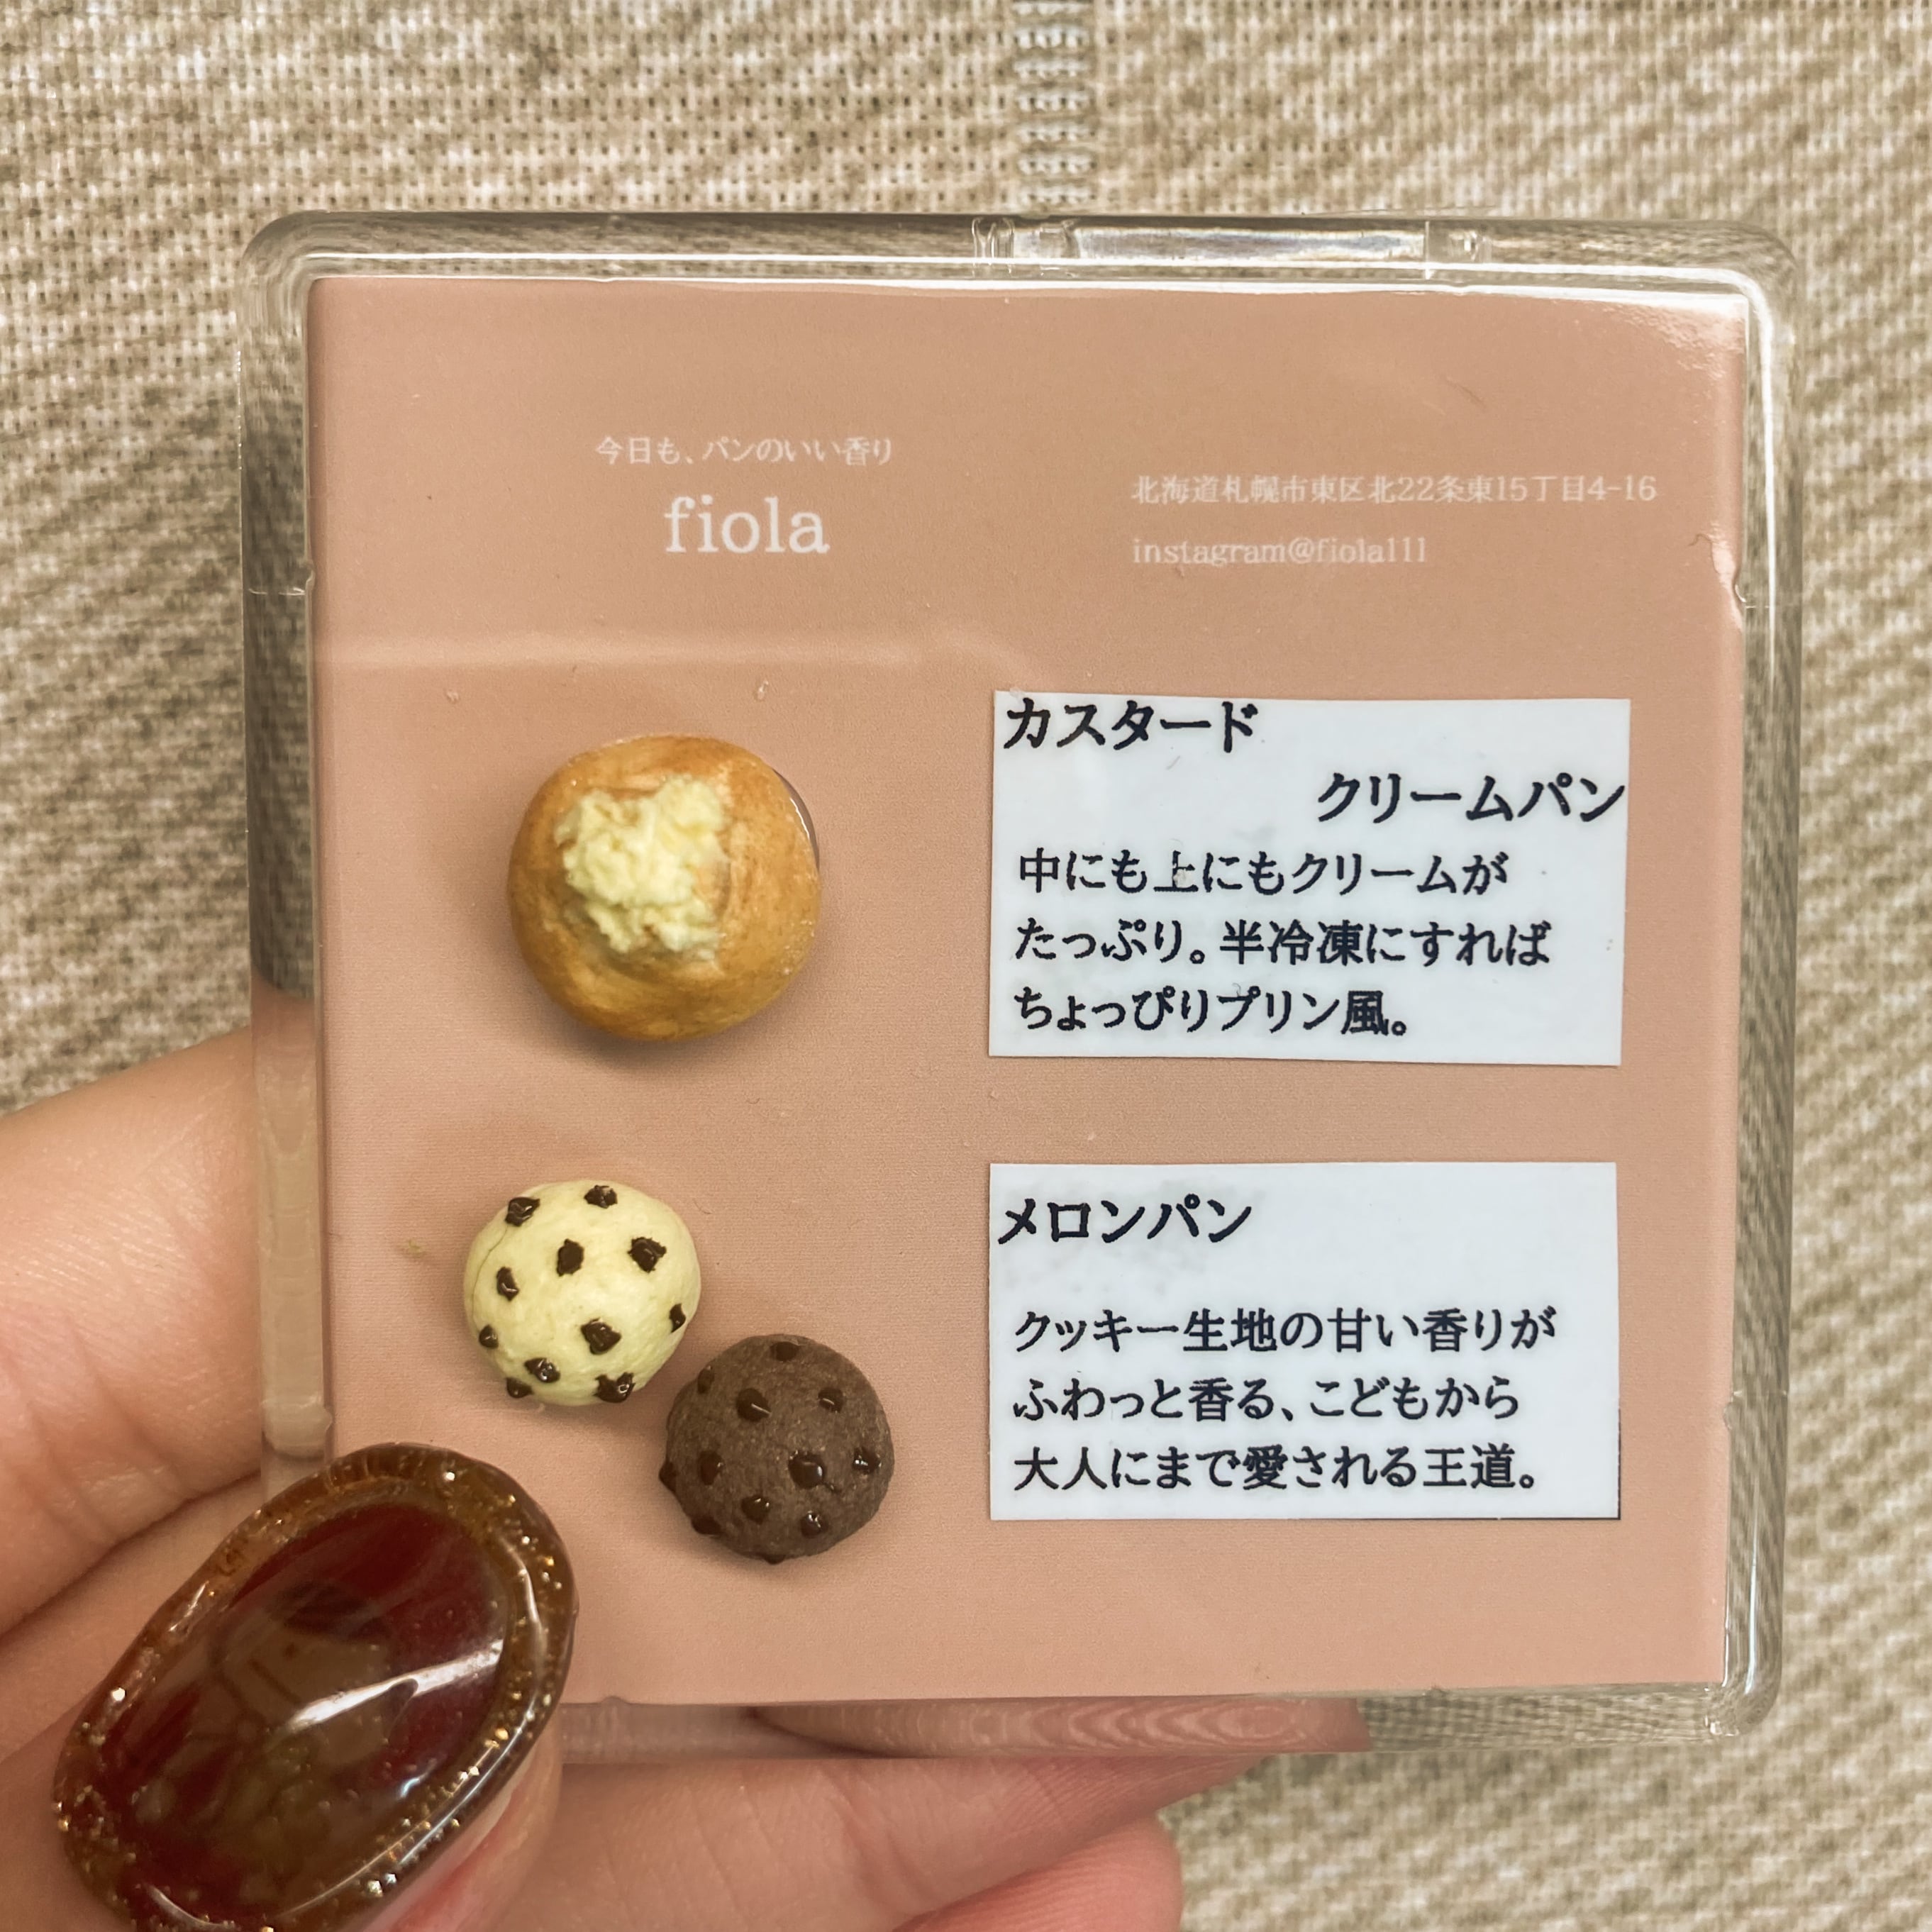 今日も、パンのいい香り
fiola
北海道札幌市東区北22条東15丁目4-16
instagram@fiola111
カスタード
クリームパン
中にも上にもクリームが
たっぷり。半冷凍にすれば
ちょっぴりプリン風。
メロンパン
クッキー生地の甘い香りが
ふわっと香る、こどもから
大人にまで愛される王道。